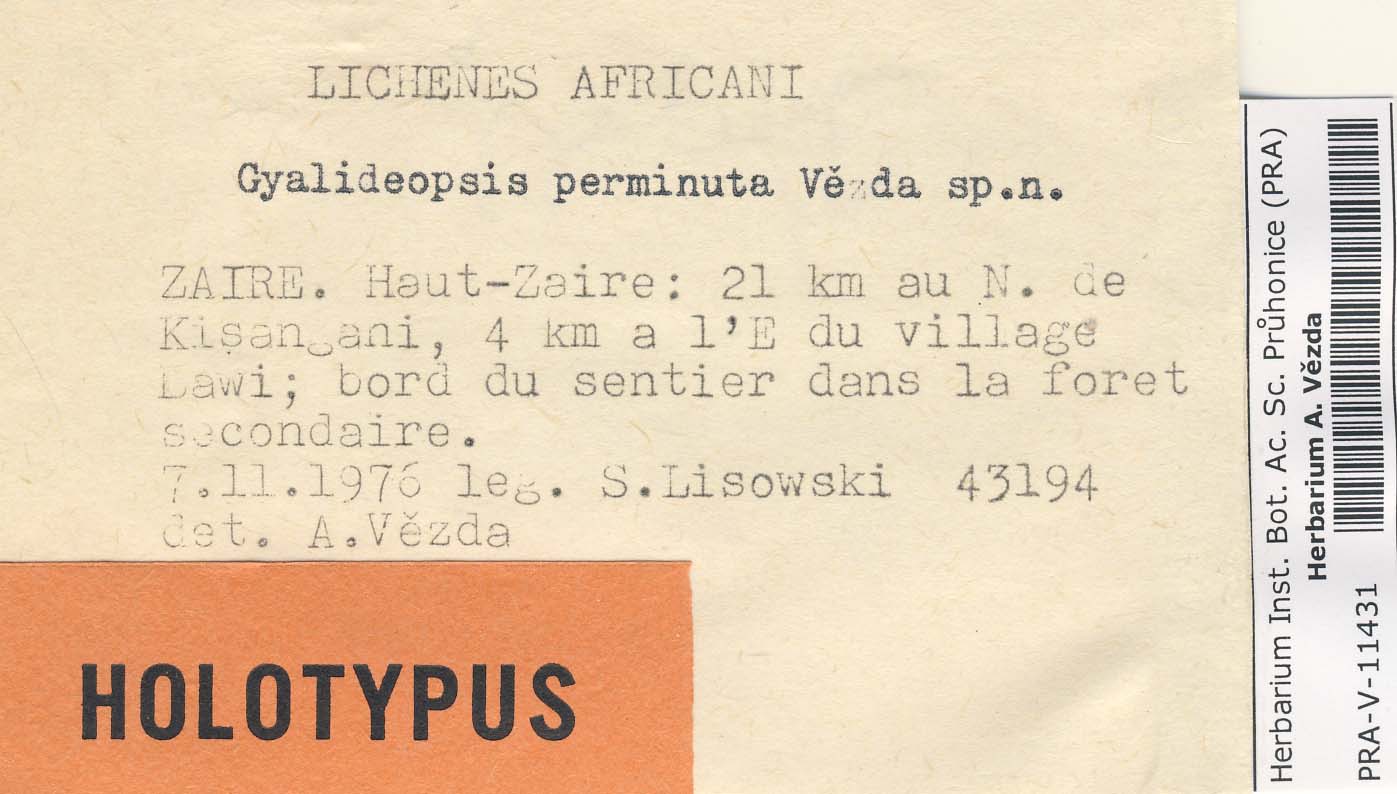 LICHENES AFRICANI
Gyalideopsis perminuta Vězda sp.n.
ZAIRE. Haut-Zaire: 21 km au N. de
Kisangani, 4 km a l'E du village
bord du sentier dans la foret
secondaire.
7.11.1976 leg. S.Lisowski 43194
det. A.Vězda
HOLOTYPUS
Herbarium Inst. Bot. Ac. Sc. Průhonice (PRA)
Herbarium A. Vězda
PRA-V-11431